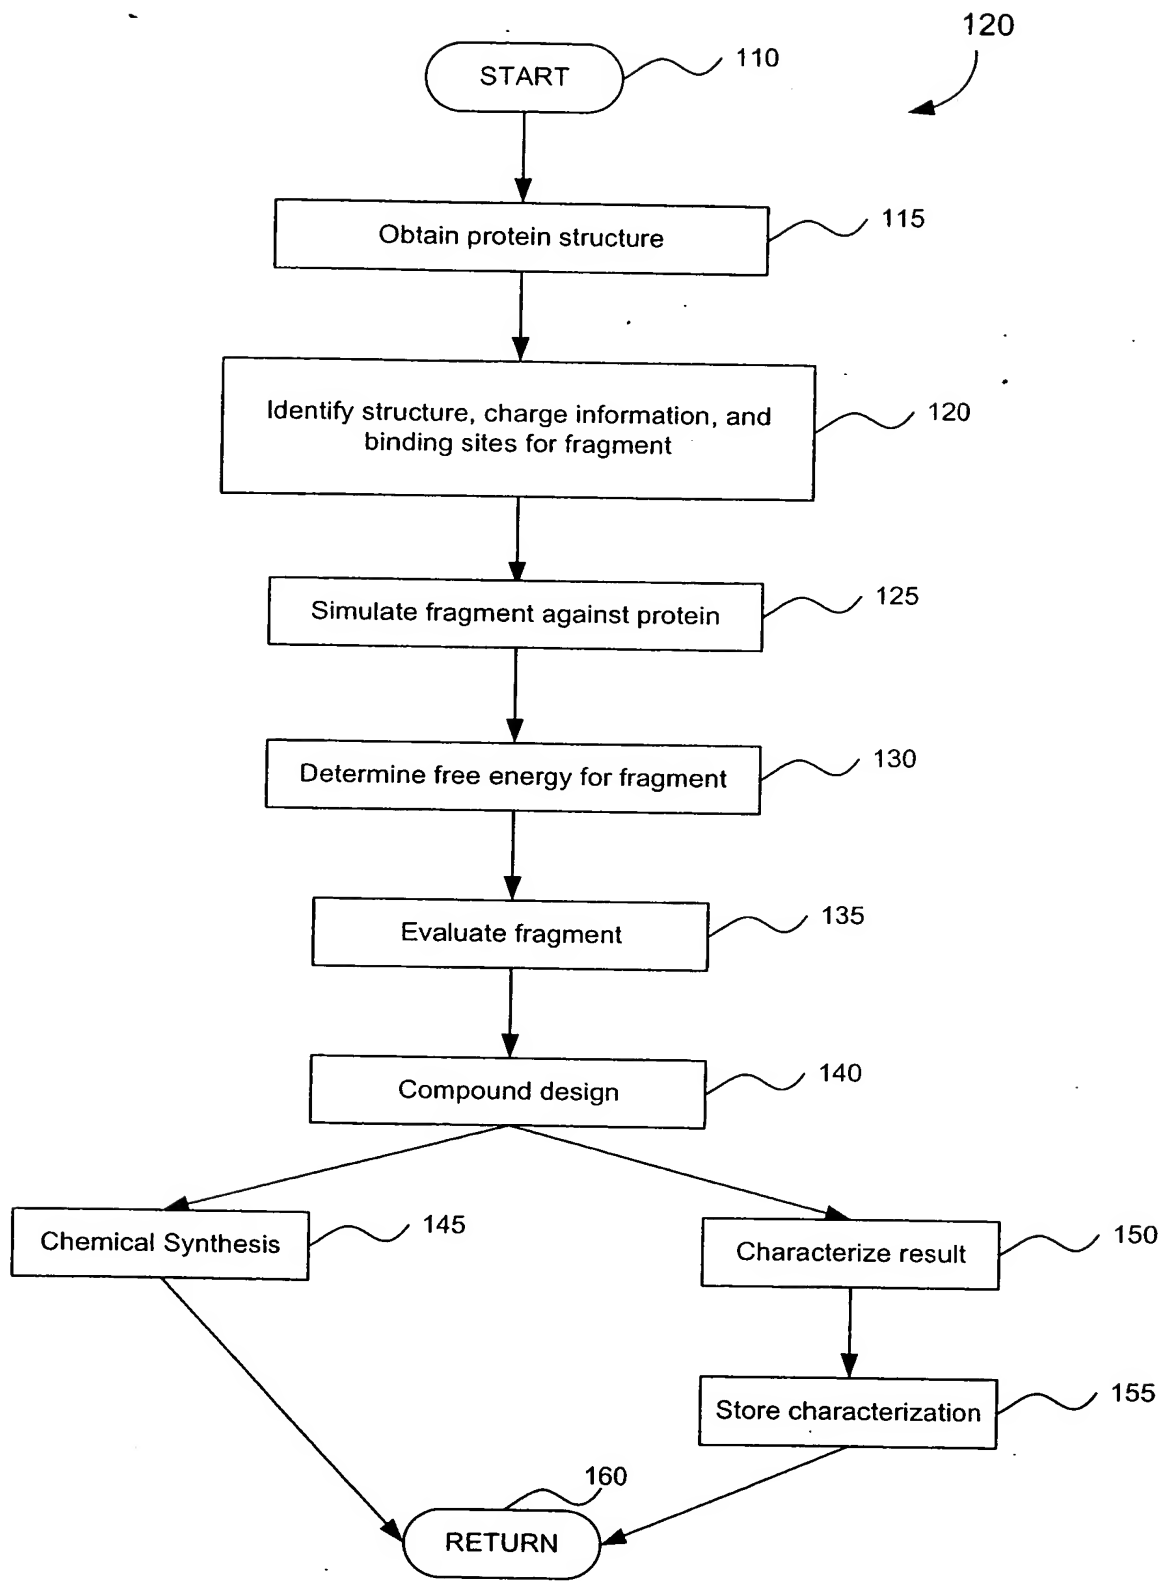 120
START
110
Obtain protein structure
115
Identify structure, charge information, and
binding sites for fragment
120
Simulate fragment against protein
125
Determine free energy for fragment
130
Evaluate fragment
135
Compound design
140
Chemical Synthesis
145
Characterize result
150
Store characterization
155
160
RETURN